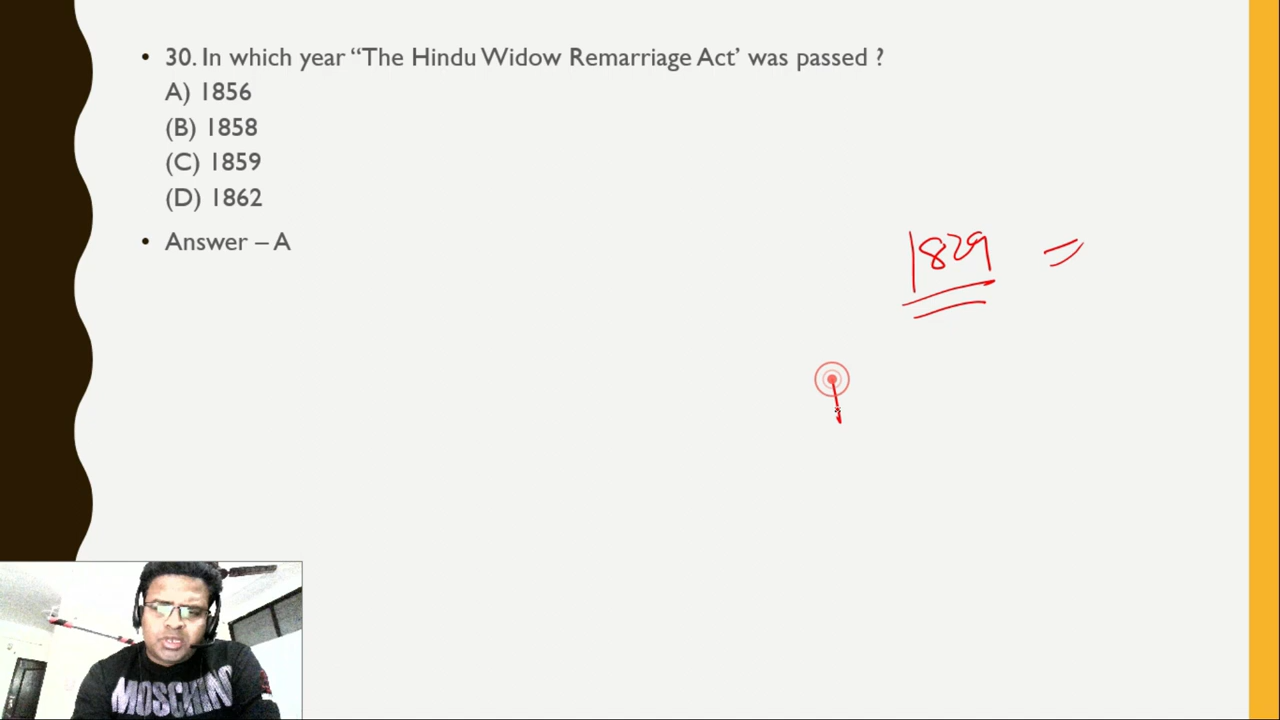 • 30. In which year “The Hindu Widow Remarriage Act’ was passed ?
A) 1856
(B) 1858
(C) 1859
(D) 1862
• Answer – A
1829 =
MOSCHINO